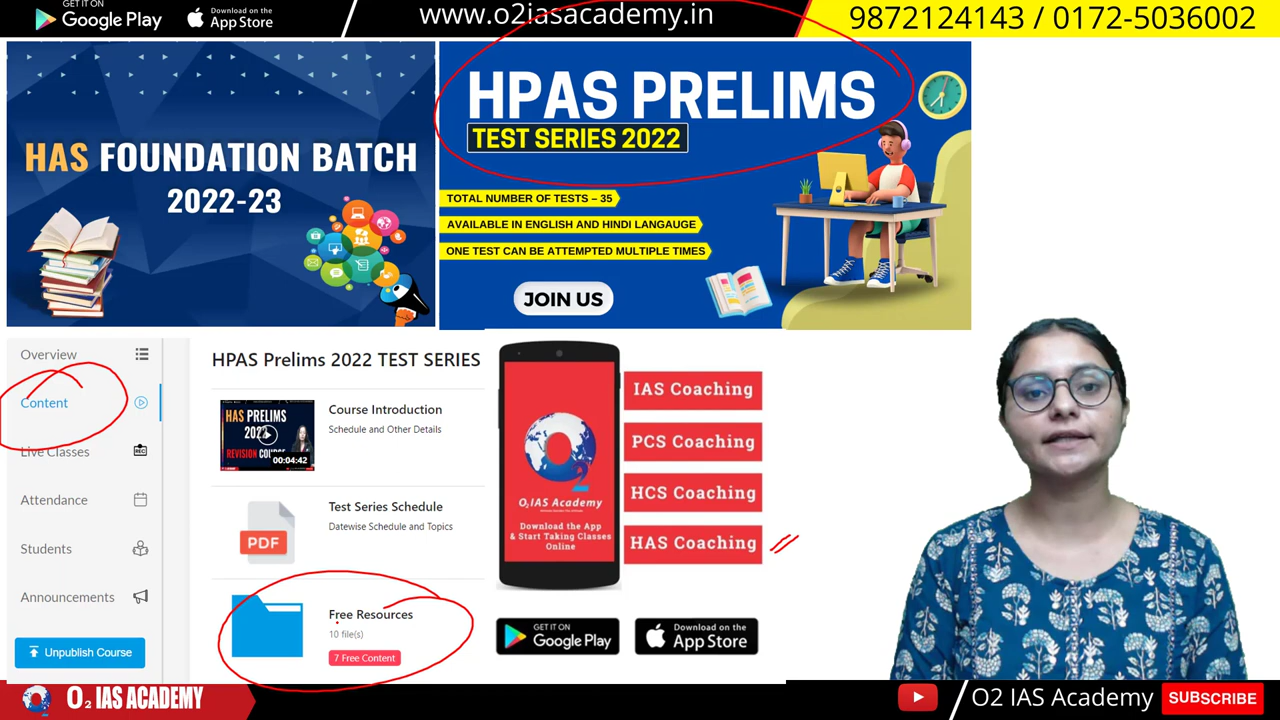 GET IT ON
Google Play
Download on the
App Store
www.o2iasacademy.in
9872124143 / 0172-5036002
HAS FOUNDATION BATCH
2022-23
HPAS PRELIMS
TEST SERIES 2022
TOTAL NUMBER OF TESTS – 35
AVAILABLE IN ENGLISH AND HINDI LANGAUGE
ONE TEST CAN BE ATTEMPTED MULTIPLE TIMES
JOIN US
Overview
Content
Live Classes
REC
Attendance
Students
Announcements
Unpublish Course
HPAS Prelims 2022 TEST SERIES
HAS PRELIMS
2022
REVISION COURSE
00:04:42
Course Introduction
Schedule and Other Details
PDF
Test Series Schedule
Datewise Schedule and Topics
Free Resources
10 file(s)
7 Free Content
O2 IAS Academy
Download the App
& Start Taking Classes
Online
IAS Coaching
PCS Coaching
HCS Coaching
HAS Coaching
GET IT ON
Google Play
Download on the
App Store
O2 IAS ACADEMY
O2 IAS Academy
SUBSCRIBE